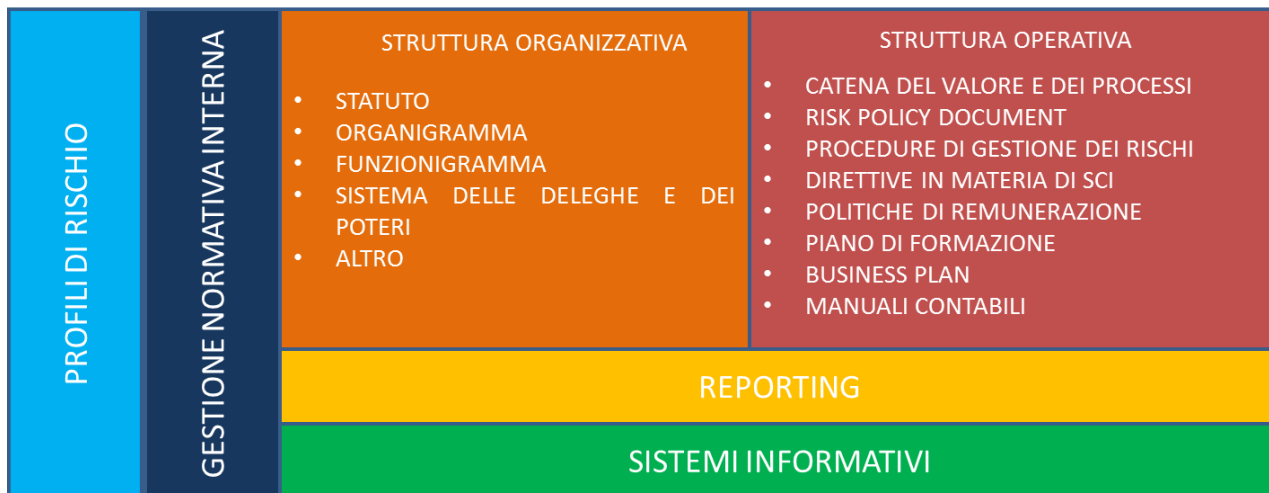 PROFILI DI RISCHIO
GESTIONE NORMATIVA INTERNA
STRUTTURA ORGANIZZATIVA
• STATUTO
• ORGANIGRAMMA
• FUNZIONIGRAMMA
• SISTEMA DELLE DELEGHE E DEI
POTERI
• ALTRO
STRUTTURA OPERATIVA
• CATENA DEL VALORE E DEI PROCESSI
• RISK POLICY DOCUMENT
• PROCEDURE DI GESTIONE DEI RISCHI
• DIRETTIVE IN MATERIA DI SCI
• POLITICHE DI REMUNERAZIONE
• PIANO DI FORMAZIONE
• BUSINESS PLAN
• MANUALI CONTABILI
REPORTING
SISTEMI INFORMATIVI